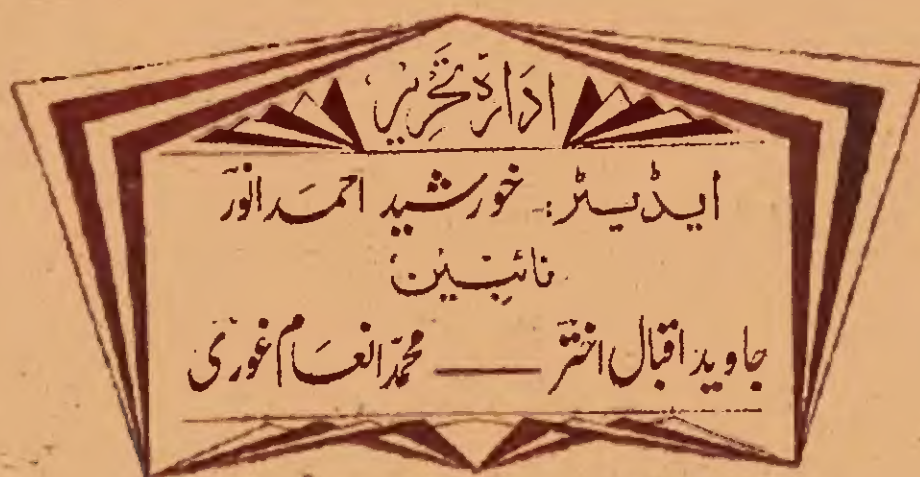 ادارۂ تحریر
ایڈیٹر:- خورشید احمد انور
نائبین
جاوید اقبال اختر — محمد انعام غوری